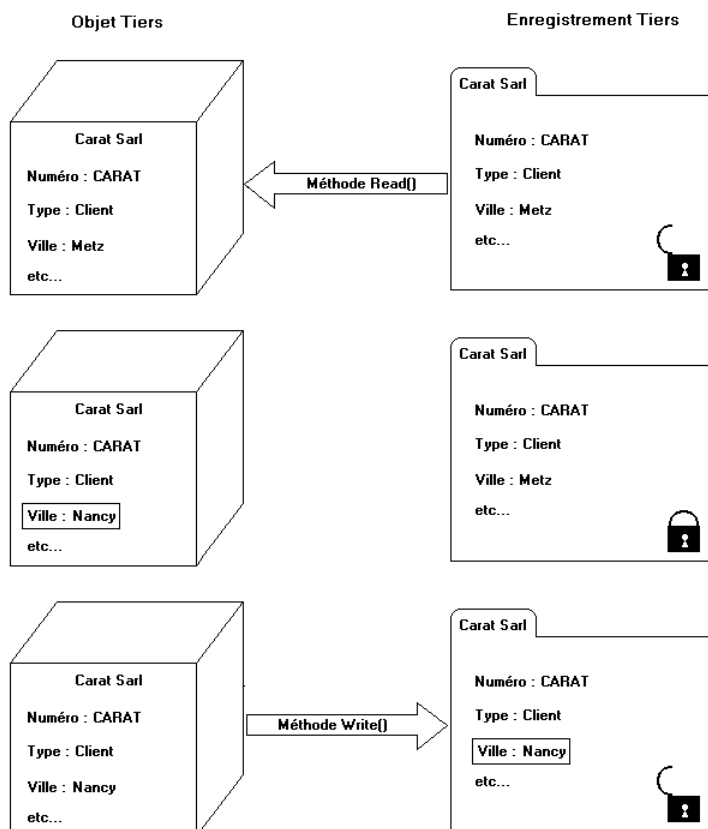 Objet Tiers
Enregistrement Tiers
Carat Sarl
Numéro : CARAT
Type : Client
Ville : Metz
etc...
Méthode Read()
Carat Sarl
Numéro : CARAT
Type : Client
Ville : Metz
etc...
Carat Sarl
Numéro : CARAT
Type : Client
Ville : Nancy
etc...
Carat Sarl
Numéro : CARAT
Type : Client
Ville : Metz
etc...
Carat Sarl
Numéro : CARAT
Type : Client
Ville : Nancy
etc...
Méthode Write()
Carat Sarl
Numéro : CARAT
Type : Client
Ville : Nancy
etc...